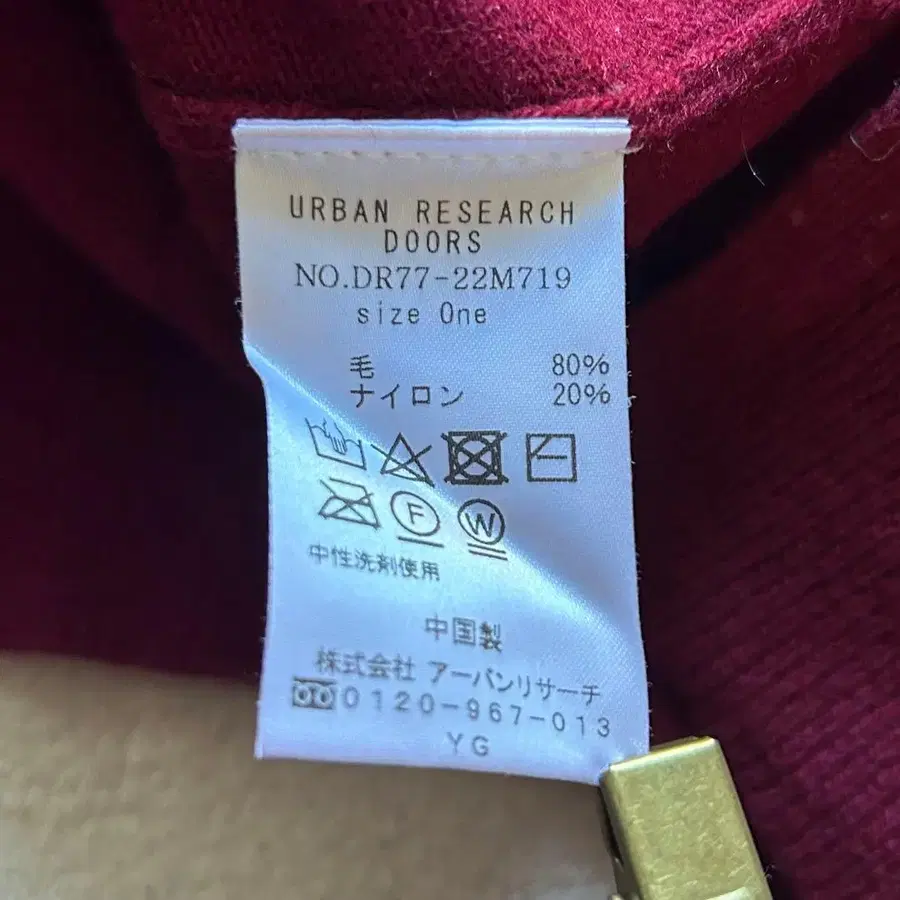 URBAN RESEARCH
DOORS
NO.DR77-22M719
size One
毛 80%
ナイロン 20%
F W
中性洗剤使用
中国製
株式会社 アーバンリサーチ
0120-967-013
YG